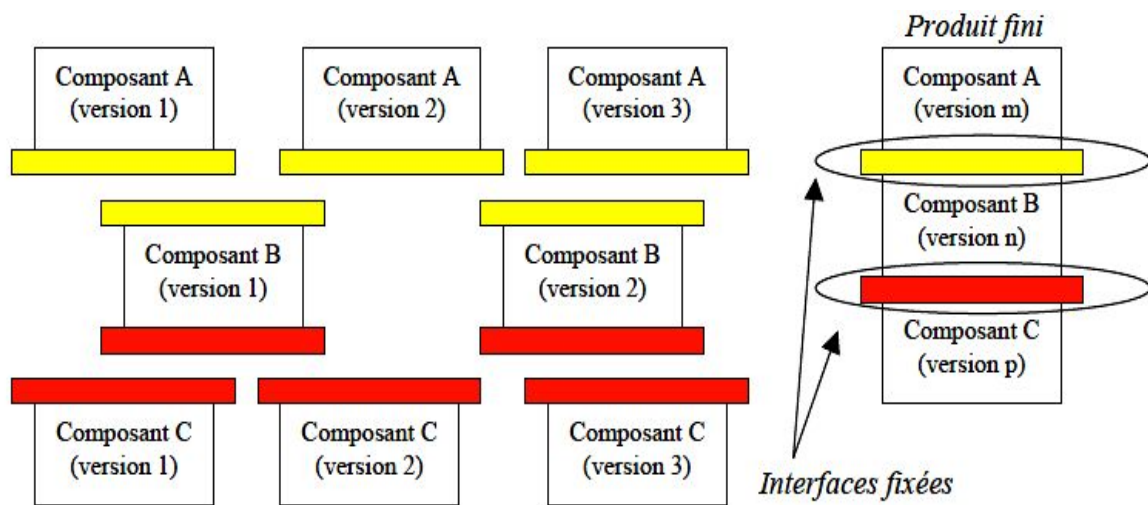 Produit fini
Composant A
(version 1)
Composant A
(version 2)
Composant A
(version 3)
Composant A
(version m)
Composant B
(version 1)
Composant B
(version 2)
Composant B
(version n)
Composant C
(version 1)
Composant C
(version 2)
Composant C
(version 3)
Composant C
(version p)
Interfaces fixées